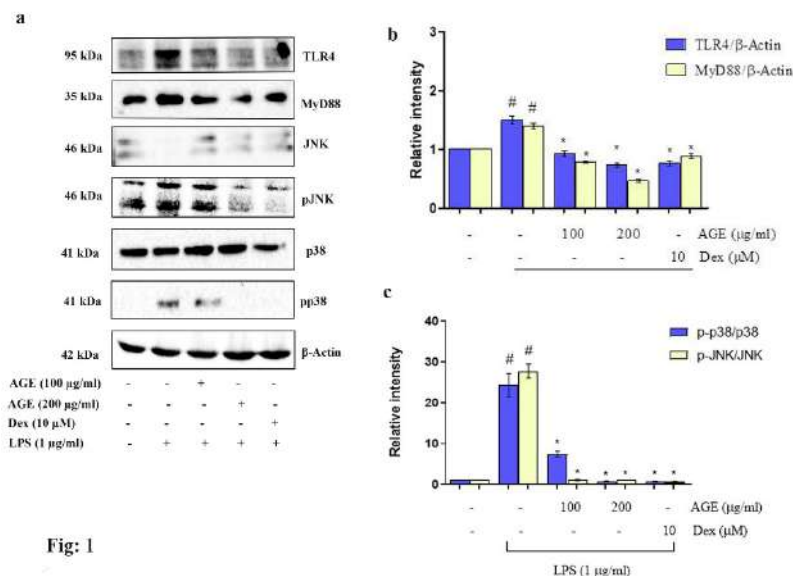 a
95 kDa TLR4
35 kDa MyD88
46 kDa JNK
46 kDa pJNK
41 kDa p38
41 kDa pp38
42 kDa β-Actin
AGE (100 µg/ml) - - + - -
AGE (200 µg/ml) - - - + -
Dex (10 µM) - - - - +
LPS (1 µg/ml) - + + + +
Fig: 1
b
TLR4/β-Actin
MyD88/β-Actin
Relative intensity
3
2
1
0
# #
* * * * * *
- - 100 200 - AGE (µg/ml)
- - - - 10 Dex (µM)
c
p-p38/p38
p-JNK/JNK
Relative intensity
40
30
20
10
0
# #
* * * * * *
- - 100 200 - AGE (µg/ml)
- - - - 10 Dex (µM)
LPS (1 µg/ml)